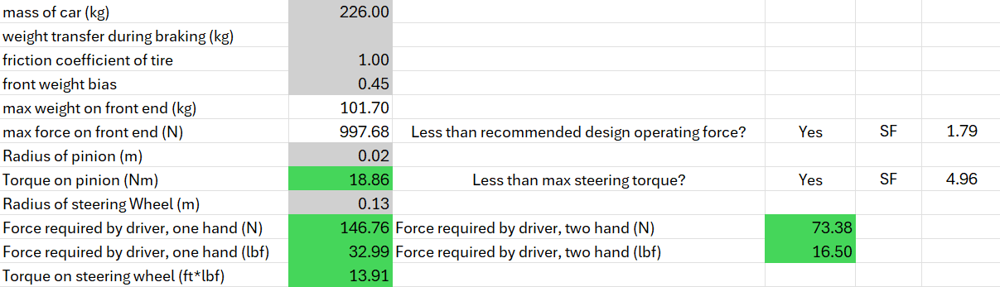 mass of car (kg) 226.00
weight transfer during braking (kg)
friction coefficient of tire 1.00
front weight bias 0.45
max weight on front end (kg) 101.70
max force on front end (N) 997.68 Less than recommended design operating force? Yes SF 1.79
Radius of pinion (m) 0.02
Torque on pinion (Nm) 18.86 Less than max steering torque? Yes SF 4.96
Radius of steering Wheel (m) 0.13
Force required by driver, one hand (N) 146.76 Force required by driver, two hand (N) 73.38
Force required by driver, one hand (lbf) 32.99 Force required by driver, two hand (lbf) 16.50
Torque on steering wheel (ft*lbf) 13.91